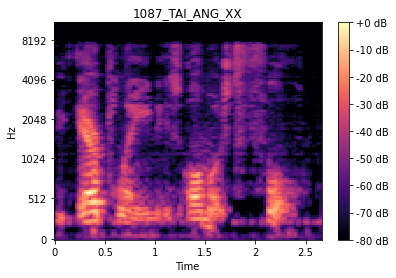 1087_TAI_ANG_XX
+0 dB
8192
-10 dB
4096
-20 dB
-30 dB
2048
Hz
-40 dB
1024
-50 dB
512
-60 dB
-70 dB
0
-80 dB
0 0.5 1 1.5 2 2.5
Time